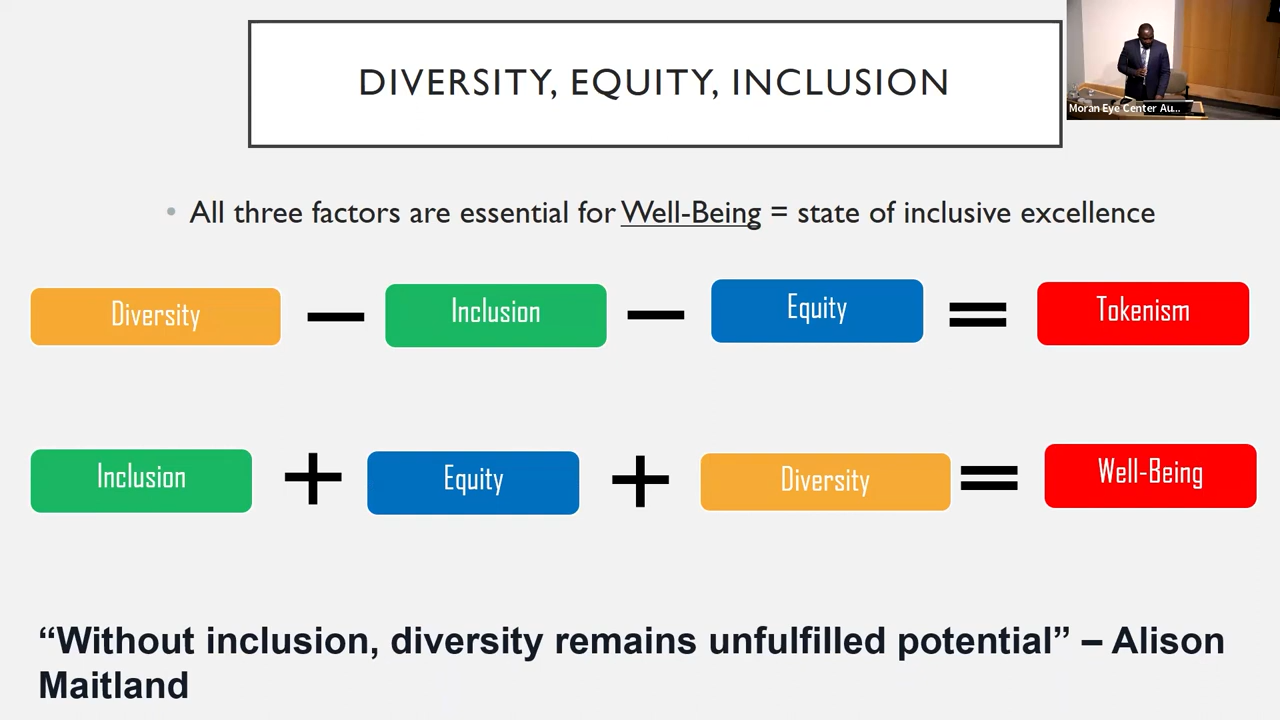 DIVERSITY, EQUITY, INCLUSION
Moran Eye Center Au...
• All three factors are essential for Well-Being = state of inclusive excellence
Diversity – Inclusion – Equity = Tokenism
Inclusion + Equity + Diversity = Well-Being
“Without inclusion, diversity remains unfulfilled potential” – Alison
Maitland